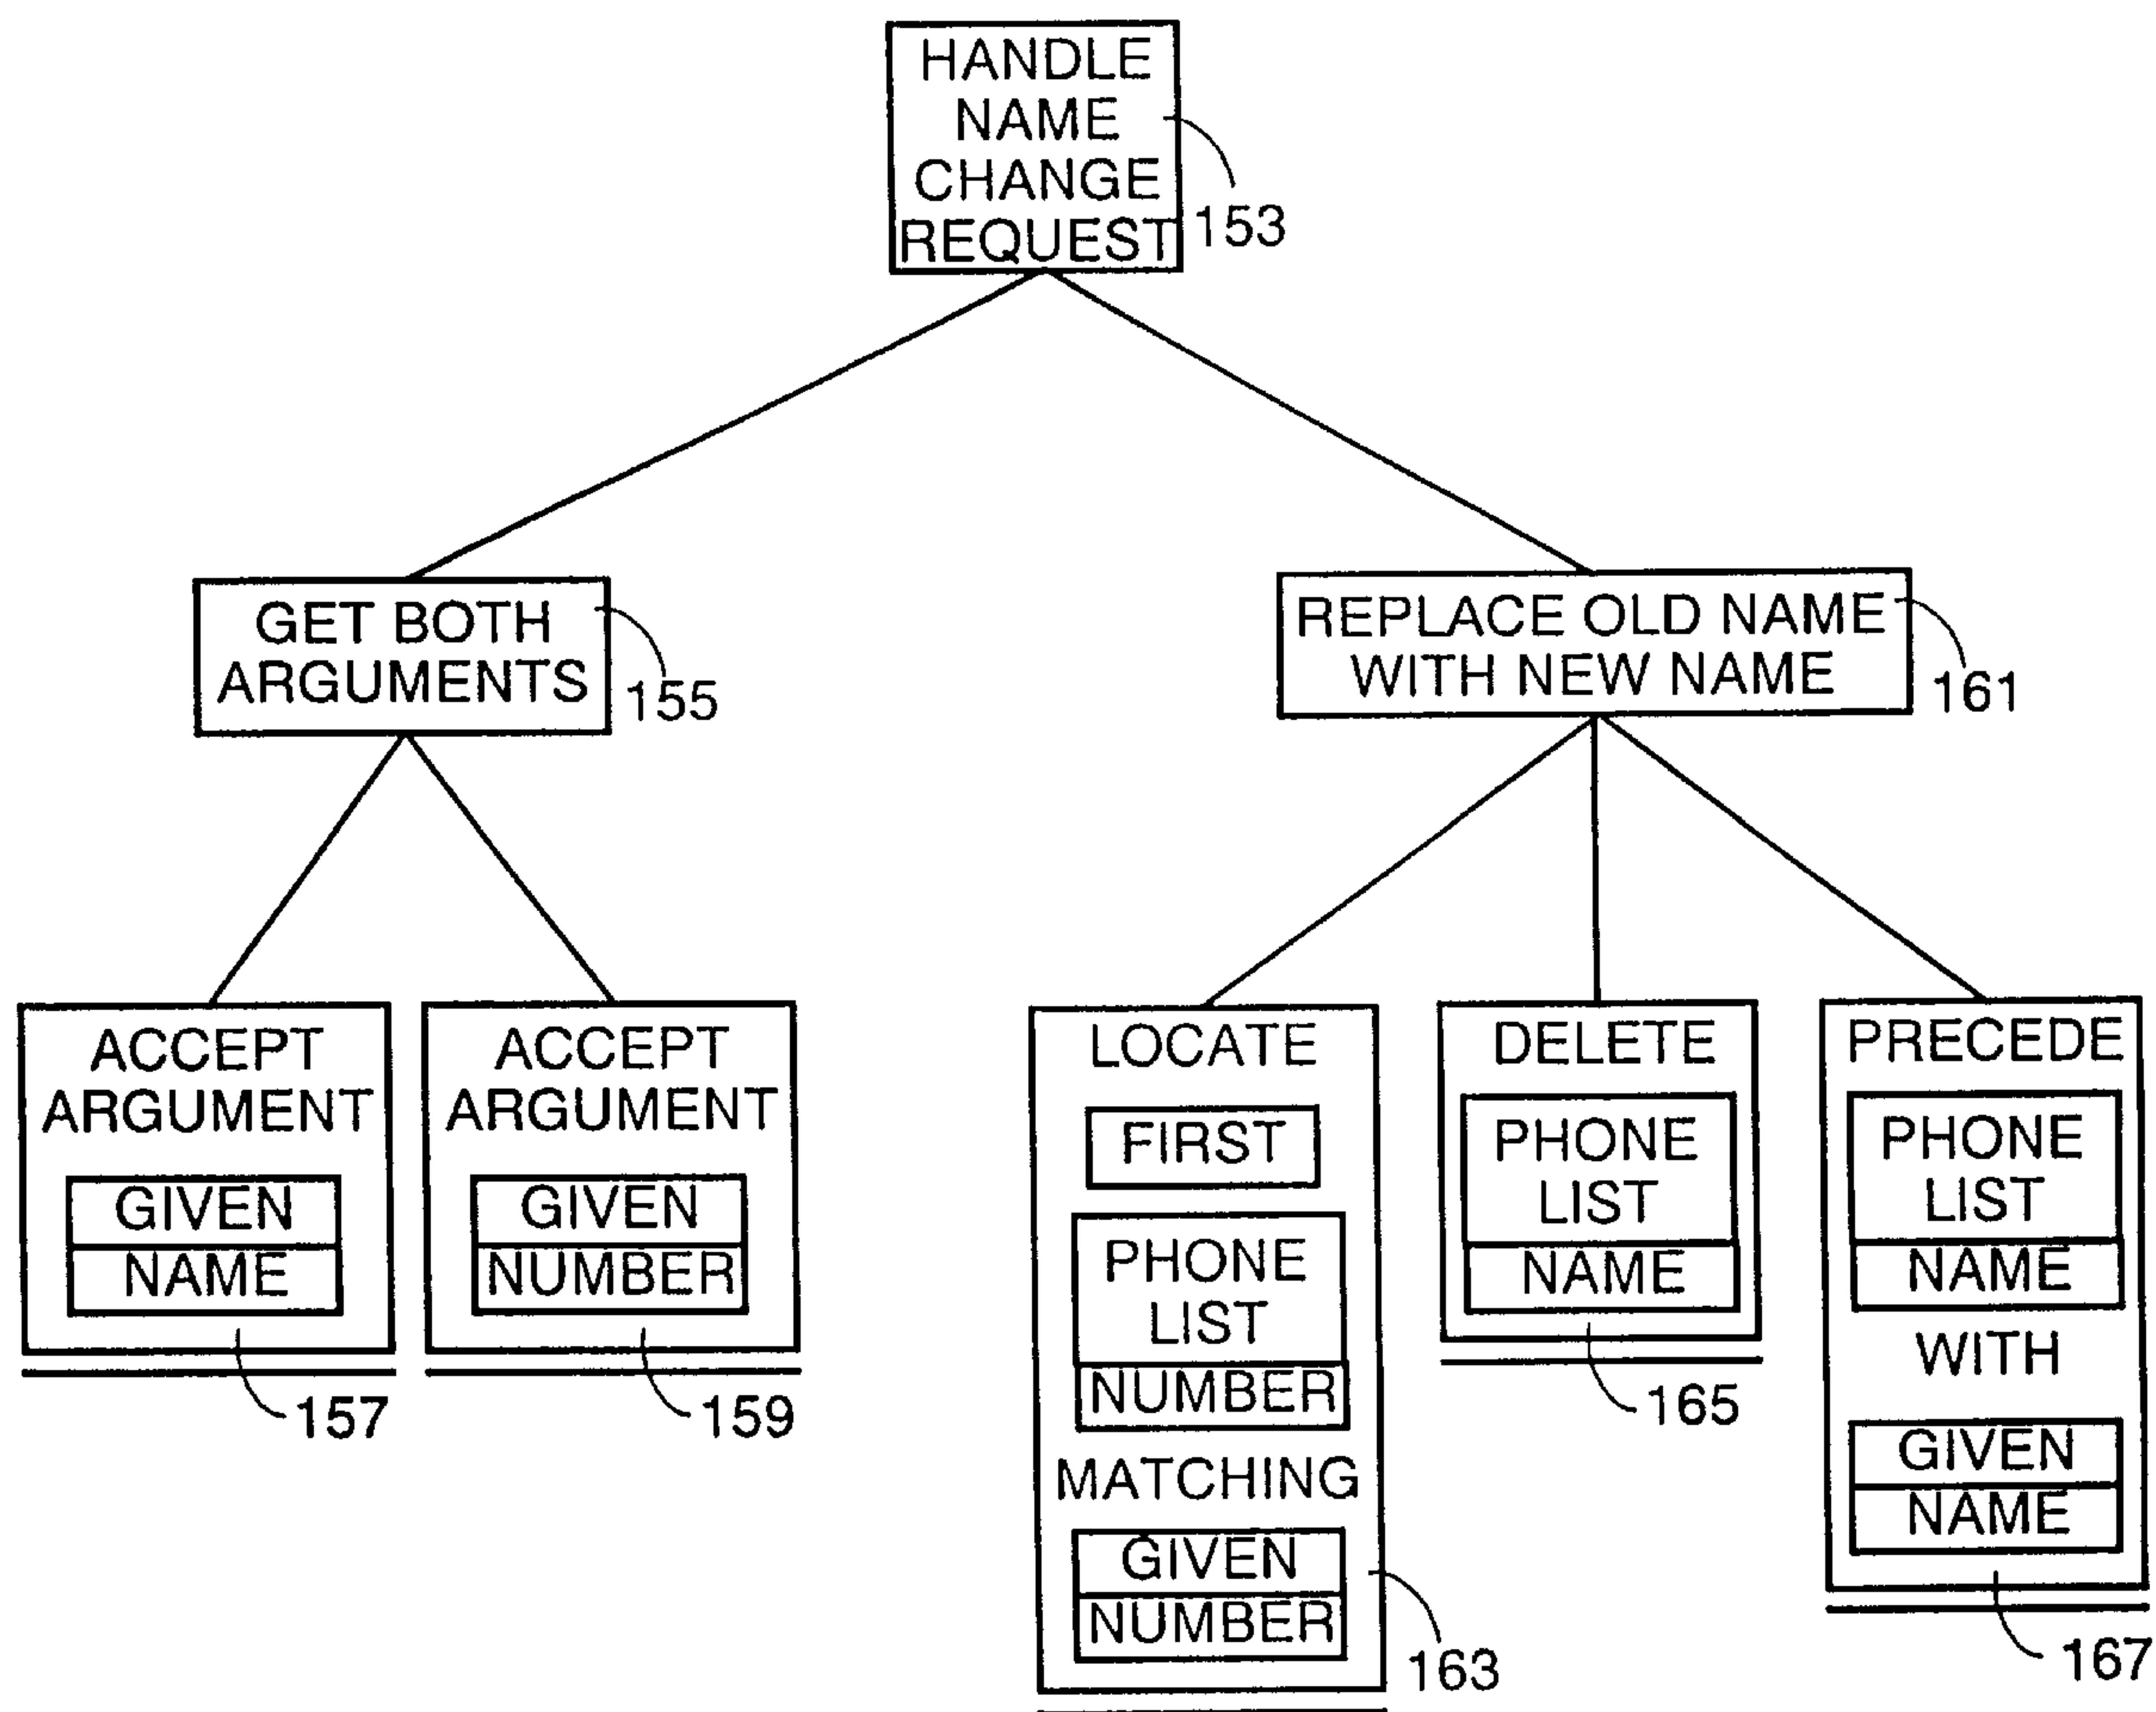 HANDLE
NAME
CHANGE
REQUEST
153
GET BOTH
ARGUMENTS
155
REPLACE OLD NAME
WITH NEW NAME
161
ACCEPT
ARGUMENT
GIVEN
NAME
157
ACCEPT
ARGUMENT
GIVEN
NUMBER
159
LOCATE
FIRST
PHONE
LIST
NUMBER
MATCHING
GIVEN
NUMBER
163
DELETE
PHONE
LIST
NAME
165
PRECEDE
PHONE
LIST
NAME
WITH
GIVEN
NAME
167